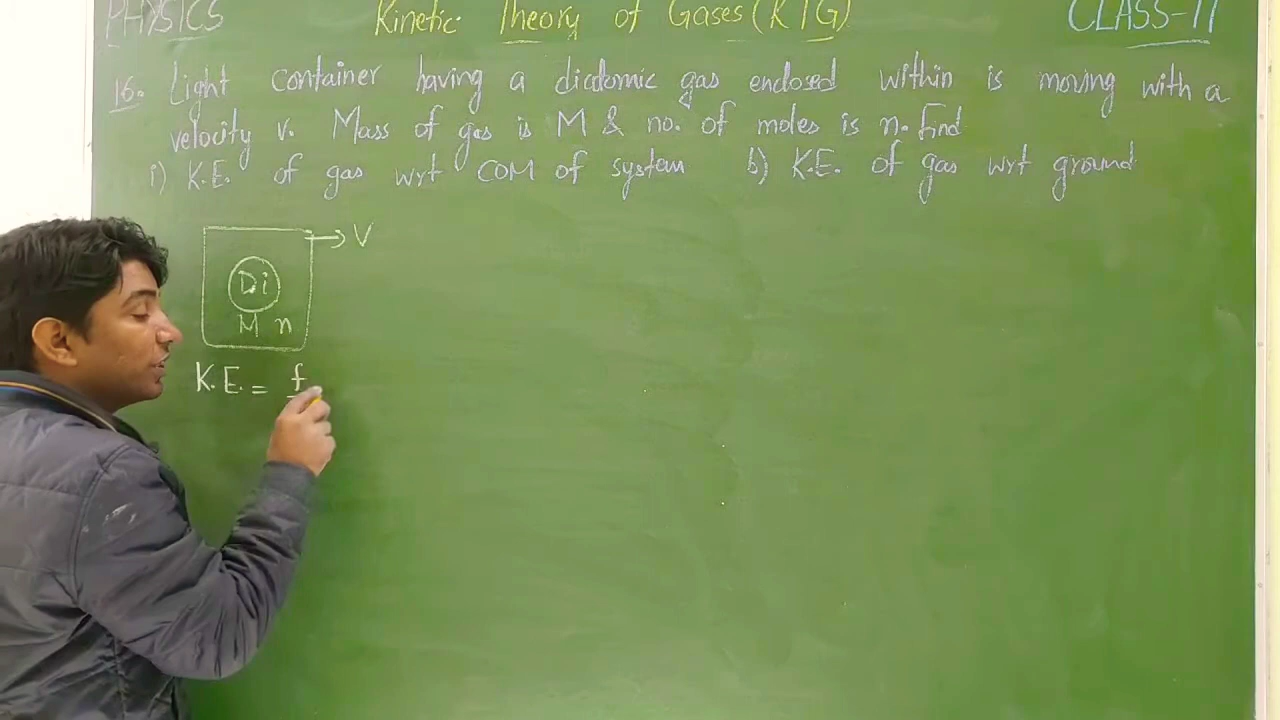 PHYSICS Kinetic Theory of Gases (KTG) CLASS-11
16. Light container having a diatomic gas enclosed within is moving with a
velocity v. Mass of gas is M & no. of moles is n. Find
i) K.E. of gas wrt COM of system b) K.E. of gas wrt ground
V
Di
M n
K.E. = f